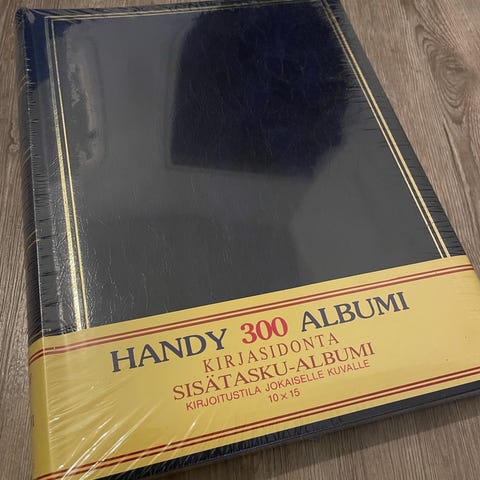 HANDY 300 ALBUMI
KIRJASIDONTA
SISÄTASKU-ALBUMI
KIRJOITUSTILA JOKAISELLE KUVALLE
10 x 15